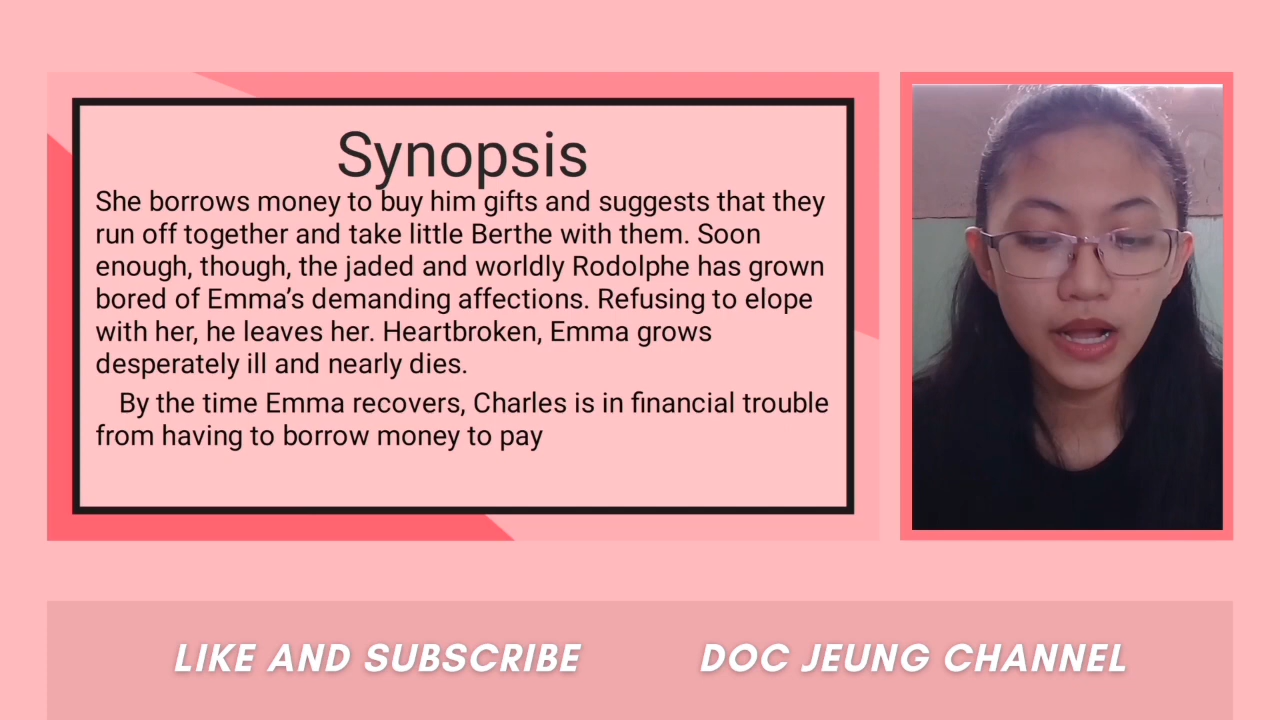 Synopsis
She borrows money to buy him gifts and suggests that they
run off together and take little Berthe with them. Soon
enough, though, the jaded and worldly Rodolphe has grown
bored of Emma’s demanding affections. Refusing to elope
with her, he leaves her. Heartbroken, Emma grows
desperately ill and nearly dies.
By the time Emma recovers, Charles is in financial trouble
from having to borrow money to pay
LIKE AND SUBSCRIBE
DOC JEUNG CHANNEL